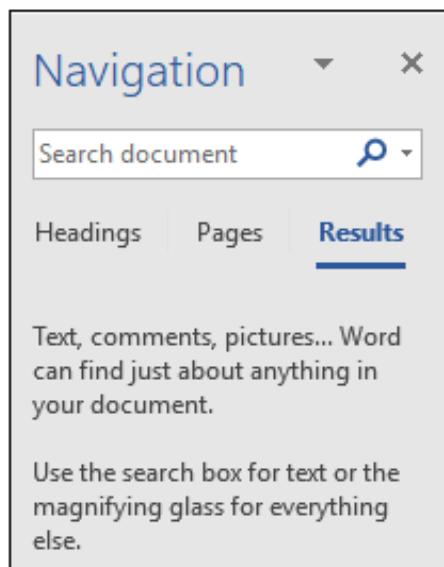 Navigation
Search document
Headings Pages Results
Text, comments, pictures... Word
can find just about anything in
your document.
Use the search box for text or the
magnifying glass for everything
else.